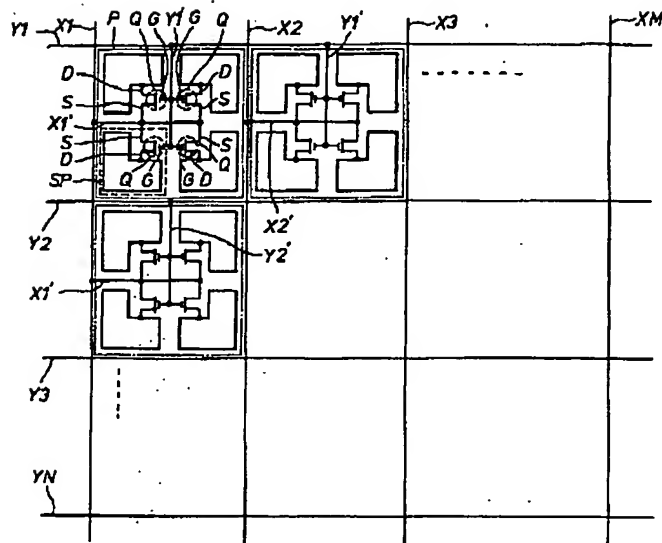 X1 X2 X3 XM
Y1 P Q G Y1' G Q Y1'
D D
S S
X1'
S S
D Q
SP Q G G D
X2'
Y2 Y2'
X1'
Y3
YN